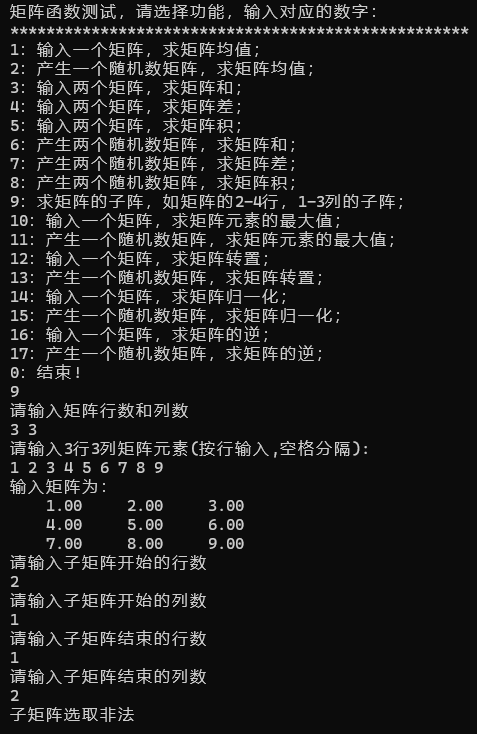 矩阵函数测试，请选择功能，输入对应的数字：
***************************************************
1：输入一个矩阵，求矩阵均值；
2：产生一个随机数矩阵，求矩阵均值；
3：输入两个矩阵，求矩阵和；
4：输入两个矩阵，求矩阵差；
5：输入两个矩阵，求矩阵积；
6：产生两个随机数矩阵，求矩阵和；
7：产生两个随机数矩阵，求矩阵差；
8：产生两个随机数矩阵，求矩阵积；
9：求矩阵的子阵，如矩阵的2-4行，1-3列的子阵；
10：输入一个矩阵，求矩阵元素的最大值；
11：产生一个随机数矩阵，求矩阵元素的最大值；
12：输入一个矩阵，求矩阵转置；
13：产生一个随机数矩阵，求矩阵转置；
14：输入一个矩阵，求矩阵归一化；
15：产生一个随机数矩阵，求矩阵归一化；
16：输入一个矩阵，求矩阵的逆；
17：产生一个随机数矩阵，求矩阵的逆；
0：结束！
9
请输入矩阵行数和列数
3 3
请输入3行3列矩阵元素(按行输入,空格分隔)：
1 2 3 4 5 6 7 8 9
输入矩阵为：
1.00 2.00 3.00
4.00 5.00 6.00
7.00 8.00 9.00
请输入子矩阵开始的行数
2
请输入子矩阵开始的列数
1
请输入子矩阵结束的行数
1
请输入子矩阵结束的列数
2
子矩阵选取非法